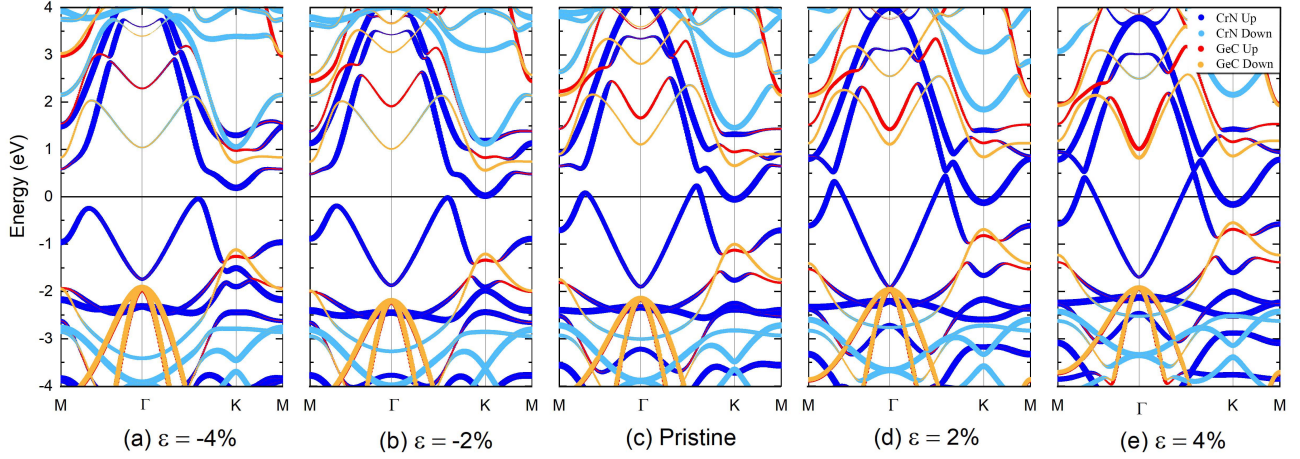 Energy (eV)
4
3
2
1
0
-1
-2
-3
-4
CrN Up
CrN Down
GeC Up
GeC Down
M Γ K M
M Γ K M
M Γ K M
M Γ K M
M Γ K M
(a) ε = -4%
(b) ε = -2%
(c) Pristine
(d) ε = 2%
(e) ε = 4%